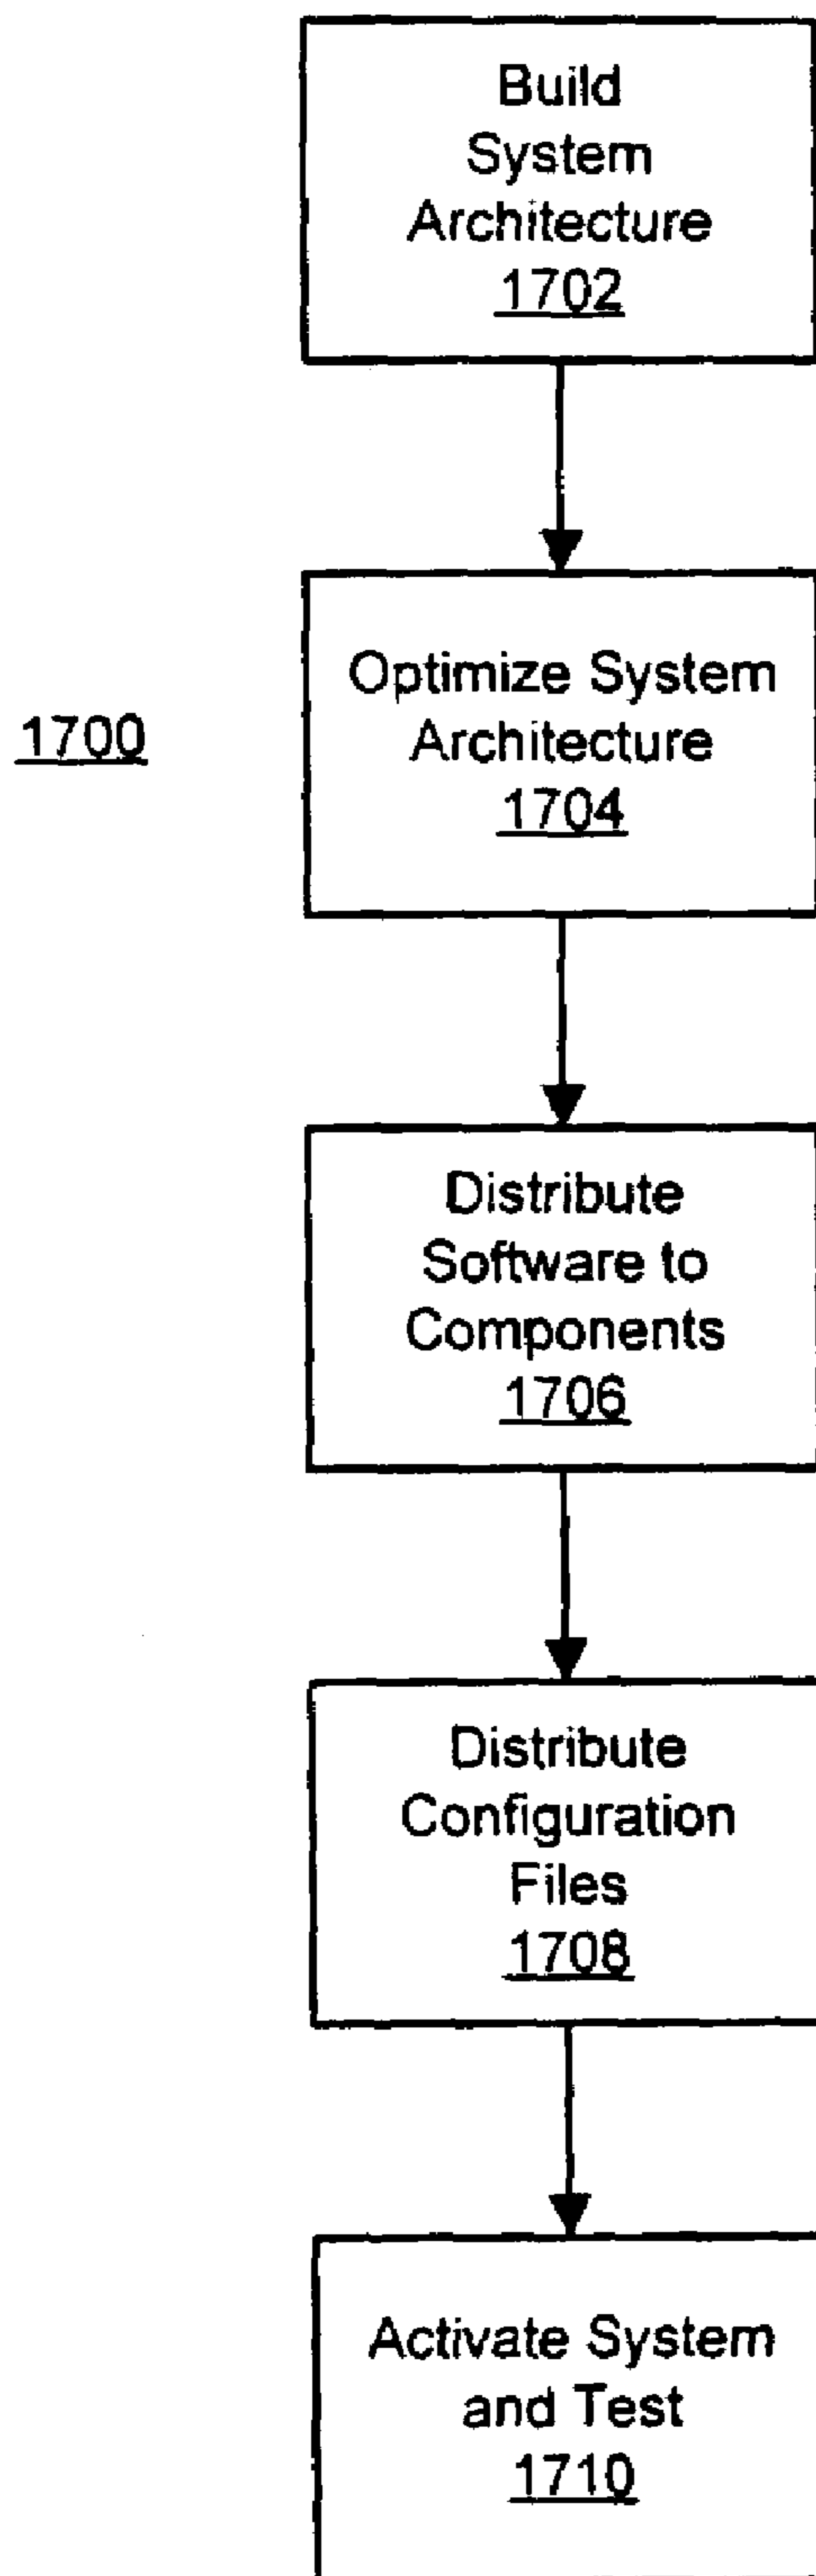 Build
System
Architecture
1702
1700
Optimize System
Architecture
1704
Distribute
Software to
Components
1706
Distribute
Configuration
Files
1708
Activate System
and Test
1710